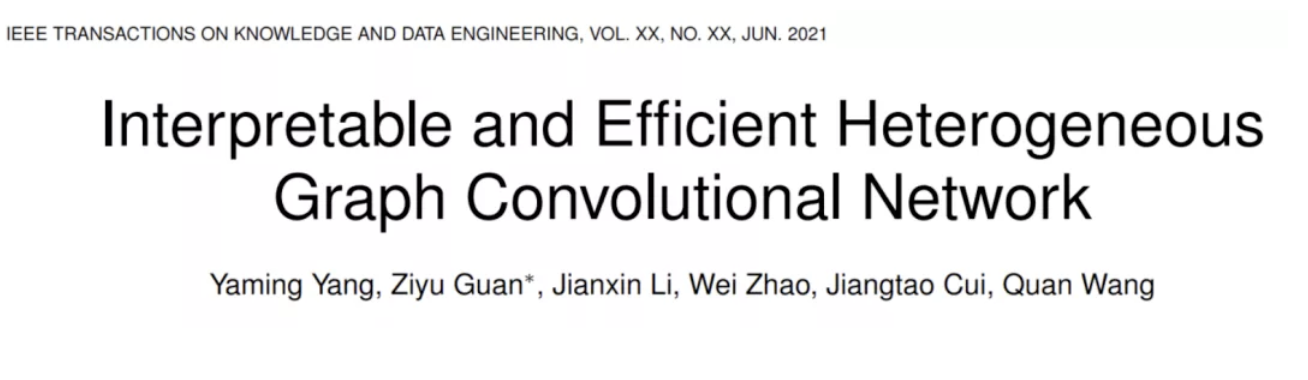 IEEE TRANSACTIONS ON KNOWLEDGE AND DATA ENGINEERING, VOL. XX, NO. XX, JUN. 2021
Interpretable and Efficient Heterogeneous
Graph Convolutional Network
Yaming Yang, Ziyu Guan*, Jianxin Li, Wei Zhao, Jiangtao Cui, Quan Wang